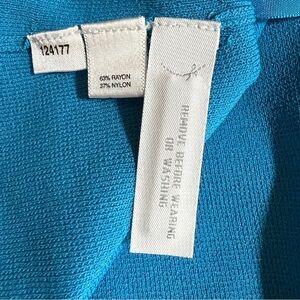 124177
63% RAYON
37% NYLON
REMOVE BEFORE WEARING
OR WASHING